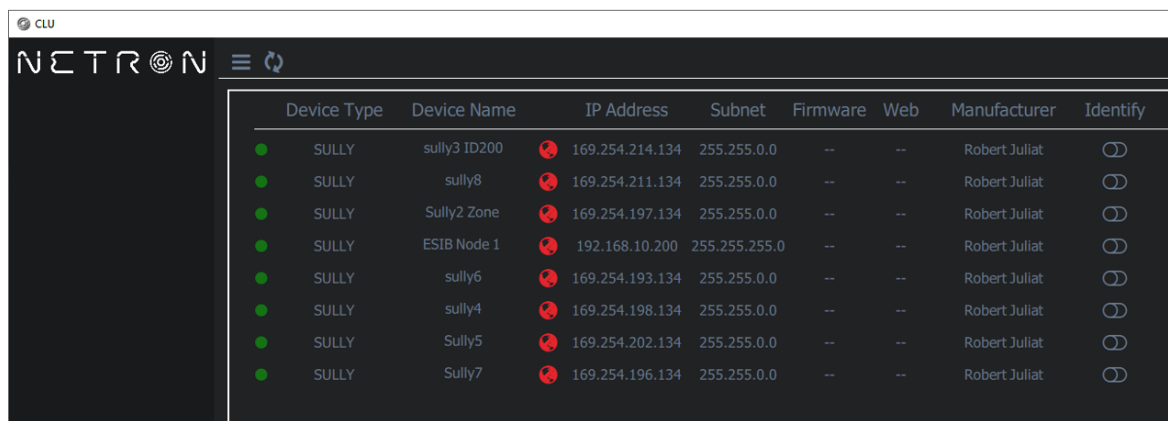 CLU
NETRON
Device Type Device Name IP Address Subnet Firmware Web Manufacturer Identify
SULLY sully3 ID200 169.254.214.134 255.255.0.0 -- -- Robert Juliat
SULLY sully8 169.254.211.134 255.255.0.0 -- -- Robert Juliat
SULLY Sully2 Zone 169.254.197.134 255.255.0.0 -- -- Robert Juliat
SULLY ESIB Node 1 192.168.10.200 255.255.255.0 -- -- Robert Juliat
SULLY sully6 169.254.193.134 255.255.0.0 -- -- Robert Juliat
SULLY sully4 169.254.198.134 255.255.0.0 -- -- Robert Juliat
SULLY Sully5 169.254.202.134 255.255.0.0 -- -- Robert Juliat
SULLY Sully7 169.254.196.134 255.255.0.0 -- -- Robert Juliat